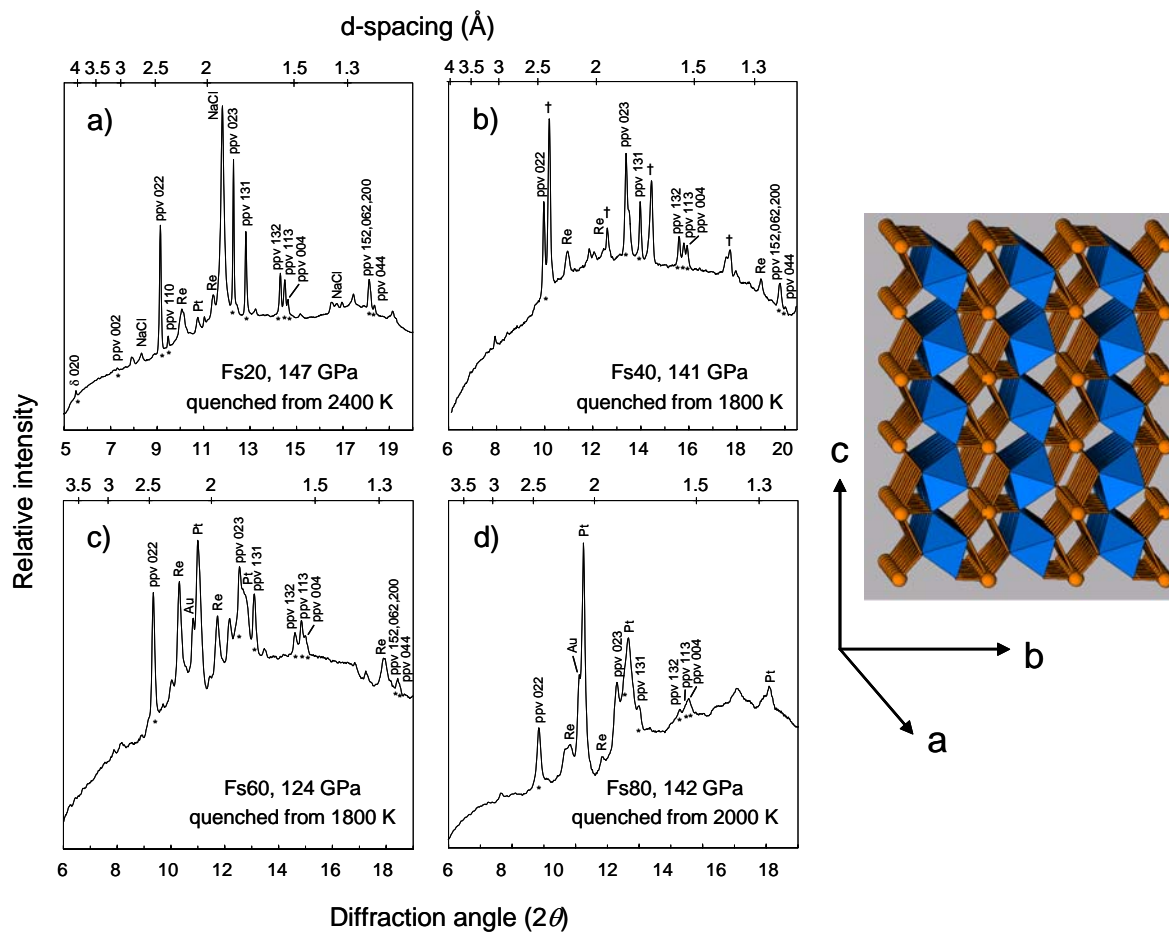 d-spacing (Å)
4 3.5 3 2.5 2 1.5 1.3
4 3.5 3 2.5 2 1.5 1.3
a)
δ 020
ppv 002
NaCl
ppv 022
ppv 110
Re
Pt
Re
NaCl
ppv 023
ppv 131
ppv 132
ppv 113
ppv 004
NaCl
ppv 152,062,200
ppv 044
* * * * * * * * * * *
Fs20, 147 GPa
quenched from 2400 K
5 7 9 11 13 15 17 19
b)
ppv 022
†
Re
Re
†
ppv 023
ppv 131
†
ppv 132
ppv 113
ppv 004
†
Re
ppv 152,062,200
ppv 044
* * * * * * * *
Fs40, 141 GPa
quenched from 1800 K
6 8 10 12 14 16 18 20
Relative intensity
3.5 3 2.5 2 1.5 1.3
3.5 3 2.5 2 1.5 1.3
c)
ppv 022
Re
Au
Pt
Re
ppv 023
Pt
ppv 131
ppv 132
ppv 113
ppv 004
Re
ppv 152,062,200
ppv 044
* * * * * * * *
Fs60, 124 GPa
quenched from 1800 K
6 8 10 12 14 16 18
d)
ppv 022
Re
Au
Pt
Re
ppv 023
Pt
ppv 131
ppv 132
ppv 113
ppv 004
Pt
* * * * * *
Fs80, 142 GPa
quenched from 2000 K
6 8 10 12 14 16 18
Diffraction angle (2θ)
c
b
a